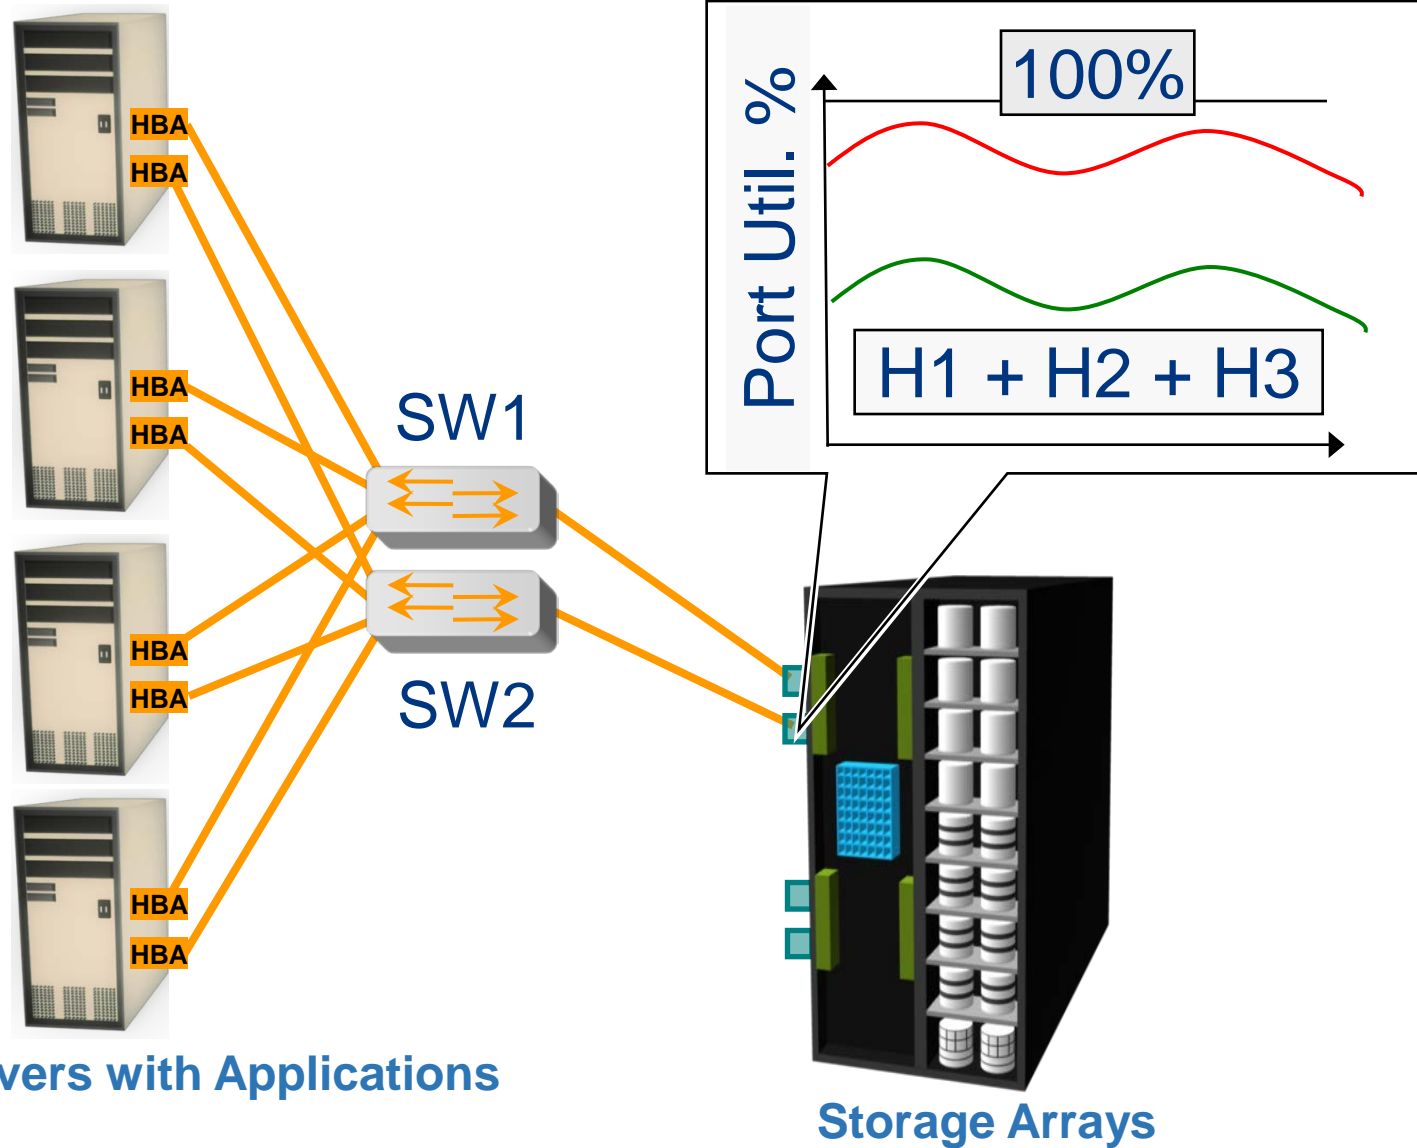 100%
Port Util. %
H1 + H2 + H3
HBA
HBA
HBA
HBA
SW1
HBA
HBA
SW2
HBA
HBA
vers with Applications
Storage Arrays